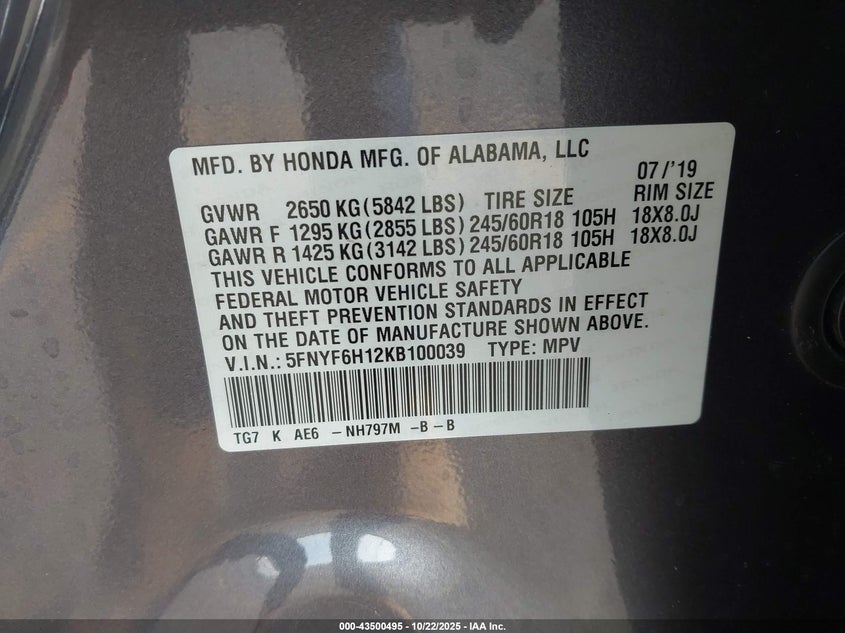 MFD. BY HONDA MFG. OF ALABAMA, LLC
07/'19
GVWR 2650 KG(5842 LBS) TIRE SIZE RIM SIZE
GAWR F 1295 KG(2855 LBS) 245/60R18 105H 18X8.0J
GAWR R 1425 KG(3142 LBS) 245/60R18 105H 18X8.0J
THIS VEHICLE CONFORMS TO ALL APPLICABLE
FEDERAL MOTOR VEHICLE SAFETY
AND THEFT PREVENTION STANDARDS IN EFFECT
ON THE DATE OF MANUFACTURE SHOWN ABOVE.
V.I.N.: 5FNYF6H12KB100039 TYPE: MPV
TG7 K AE6 -NH797M -B-B
000-43500495 - 10/22/2025 - IAA Inc.